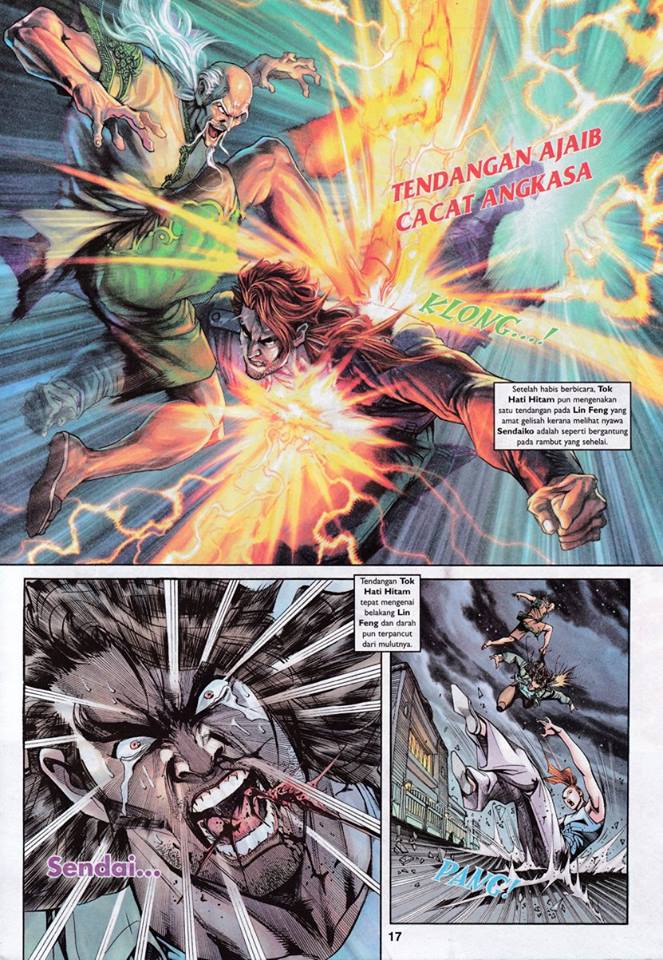 TENDANGAN AJAIB
CACAT ANGKASA
KLONG...!
Setelah habis berbicara, Tok
Hati Hitam pun mengenakan
satu tendangan pada Lin Feng yang
amat gelisah kerana melihat nyawa
Sendaiko adalah seperti bergantung
pada rambut yang sehelai.
Tendangan Tok
Hati Hitam
tepat mengenai
belakang Lin
Feng dan darah
pun terpancut
dari mulutnya.
Sendai...
PANG!
17